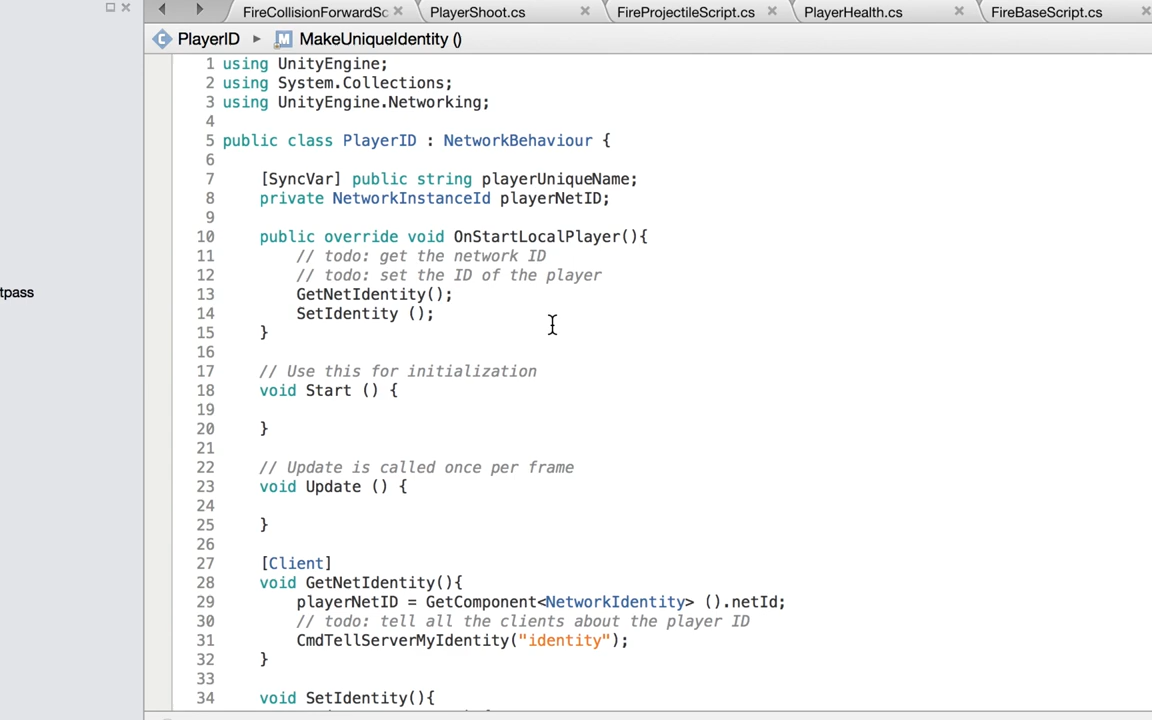 FireCollisionForwardSc
PlayerShoot.cs
FireProjectileScript.cs
PlayerHealth.cs
FireBaseScript.cs
PlayerID
MakeUniqueIdentity ()
tpass
1 using UnityEngine;
2 using System.Collections;
3 using UnityEngine.Networking;
4
5 public class PlayerID : NetworkBehaviour {
6
7 [SyncVar] public string playerUniqueName;
8 private NetworkInstanceId playerNetID;
9
10 public override void OnStartLocalPlayer(){
11 // todo: get the network ID
12 // todo: set the ID of the player
13 GetNetIdentity();
14 SetIdentity ();
15 }
16
17 // Use this for initialization
18 void Start () {
19
20 }
21
22 // Update is called once per frame
23 void Update () {
24
25 }
26
27 [Client]
28 void GetNetIdentity(){
29 playerNetID = GetComponent<NetworkIdentity> ().netId;
30 // todo: tell all the clients about the player ID
31 CmdTellServerMyIdentity("identity");
32 }
33
34 void SetIdentity(){